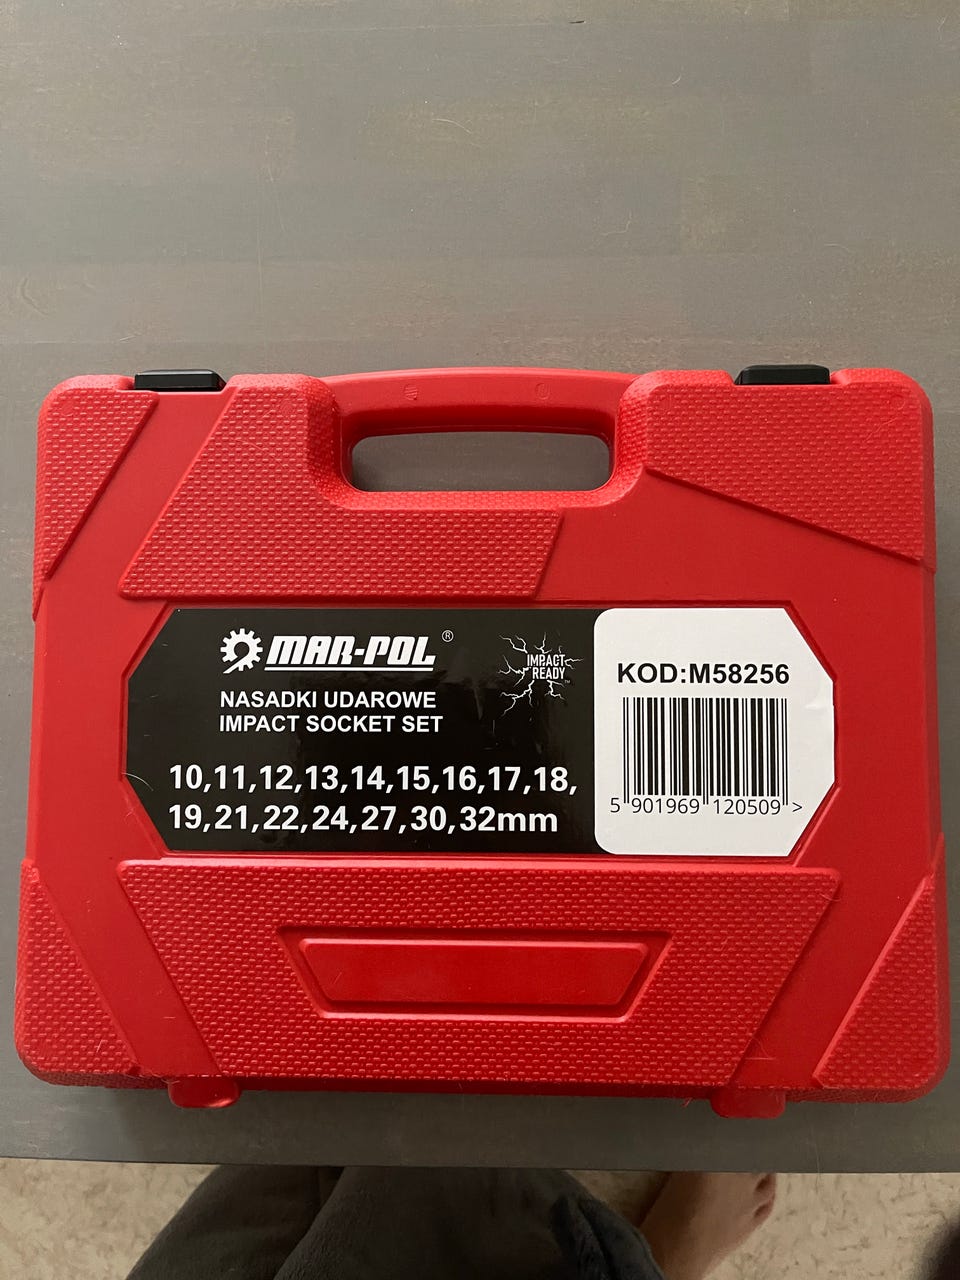 MAR-POL ®
NASADKI UDAROWE
IMPACT SOCKET SET
10,11,12,13,14,15,16,17,18,
19,21,22,24,27,30,32mm
IMPACT
READY™
KOD:M58256
5 901969 120509 >